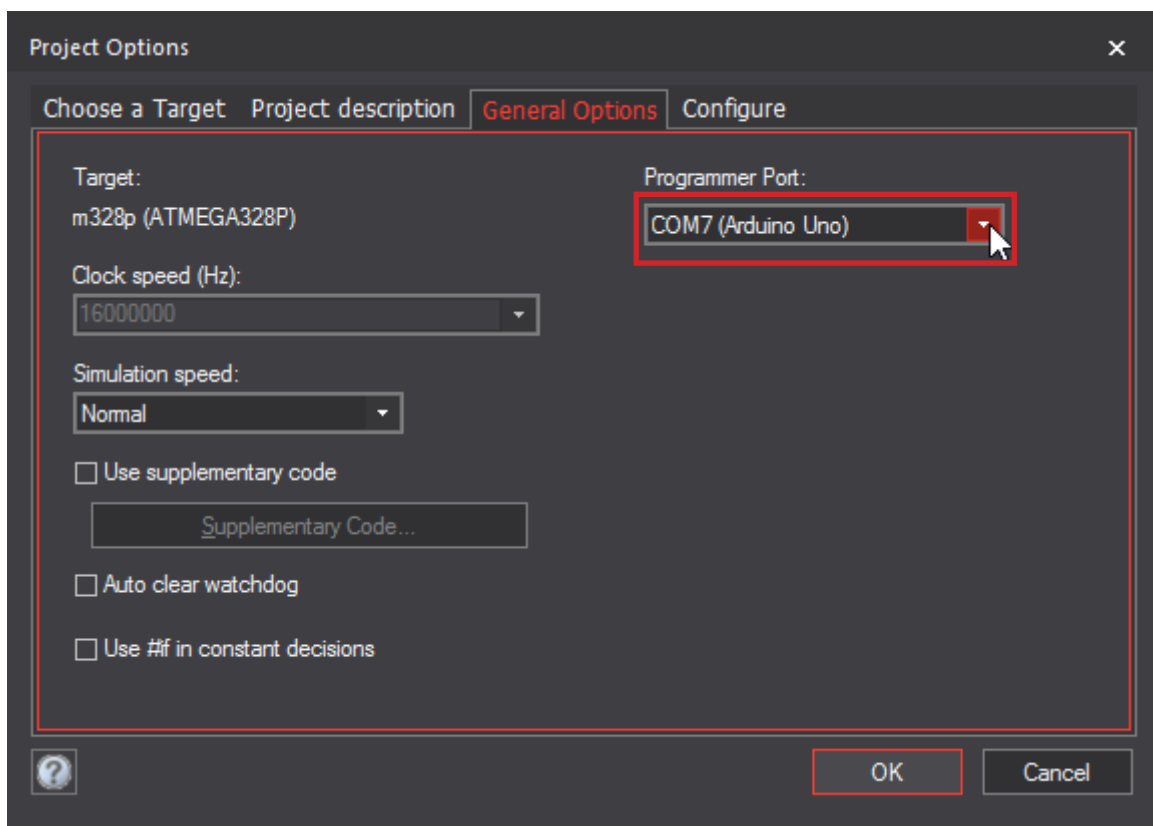 Project Options
Choose a Target
Project description
General Options
Configure
Target:
m328p (ATMEGA328P)
Programmer Port:
COM7 (Arduino Uno)
Clock speed (Hz):
16000000
Simulation speed:
Normal
Use supplementary code
Supplementary Code...
Auto clear watchdog
Use #if in constant decisions
OK
Cancel